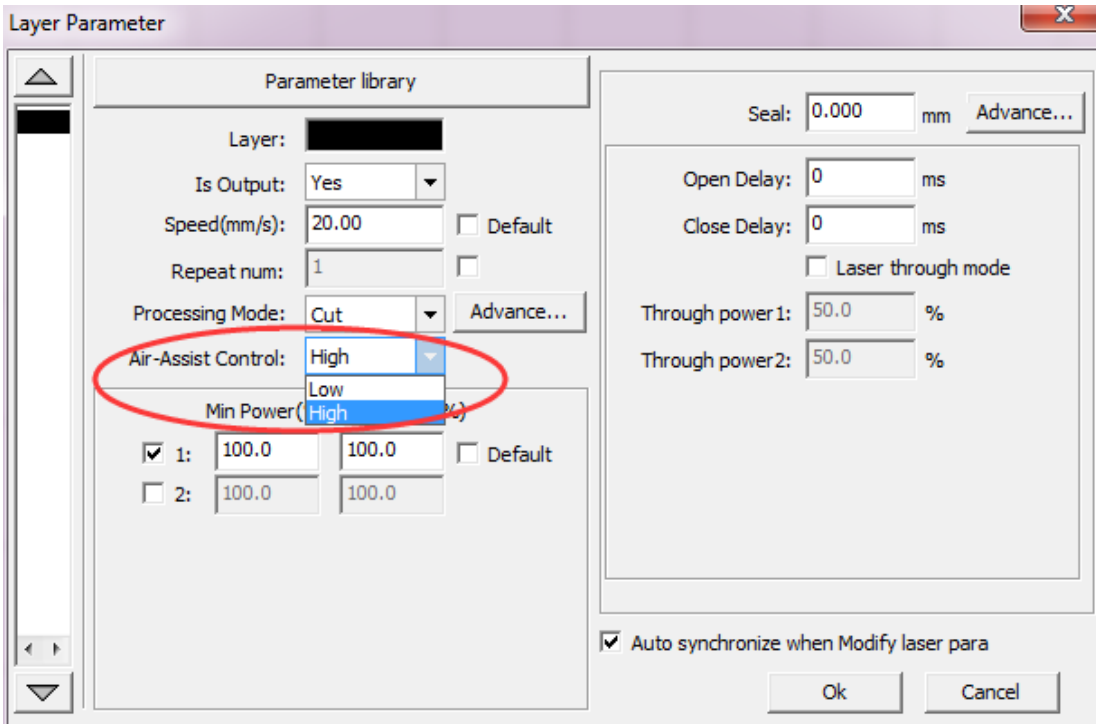 Layer Parameter
Parameter library
Layer:
Is Output: Yes
Speed(mm/s): 20.00 Default
Repeat num: 1
Processing Mode: Cut Advance...
Air-Assist Control: High
Low
High
Min Power( %)
1: 100.0 100.0 Default
2: 100.0 100.0
Seal: 0.000 mm Advance...
Open Delay: 0 ms
Close Delay: 0 ms
Laser through mode
Through power1: 50.0 %
Through power2: 50.0 %
Auto synchronize when Modify laser para
Ok Cancel